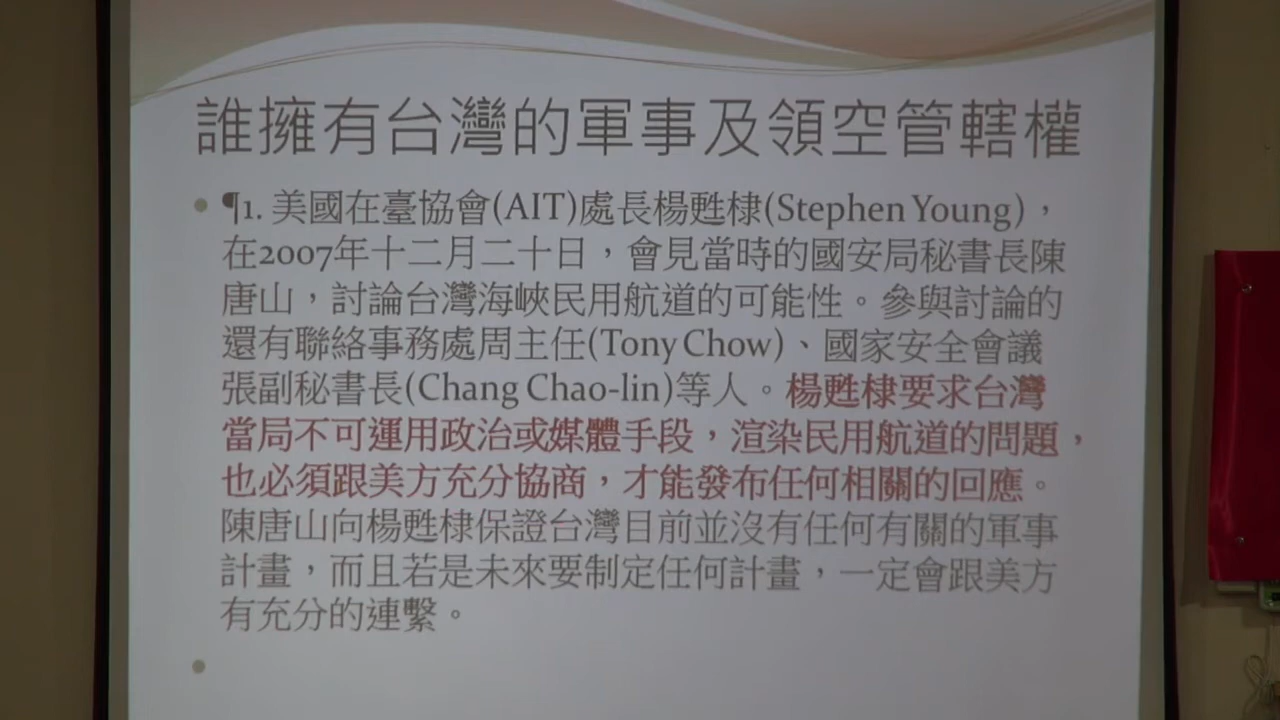 誰擁有台灣的軍事及領空管轄權
¶1. 美國在臺協會(AIT)處長楊甦棣(Stephen Young)，
在2007年十二月二十日，會見當時的國安局秘書長陳
唐山，討論台灣海峽民用航道的可能性。參與討論的
還有聯絡事務處周主任(Tony Chow)、國家安全會議
張副秘書長(Chang Chao-lin)等人。楊甦棣要求台灣
當局不可運用政治或媒體手段，渲染民用航道的問題，
也必須跟美方充分協商，才能發布任何相關的回應。
陳唐山向楊甦棣保證台灣目前並沒有任何有關的軍事
計畫，而且若是未來要制定任何計畫，一定會跟美方
有充分的連繫。